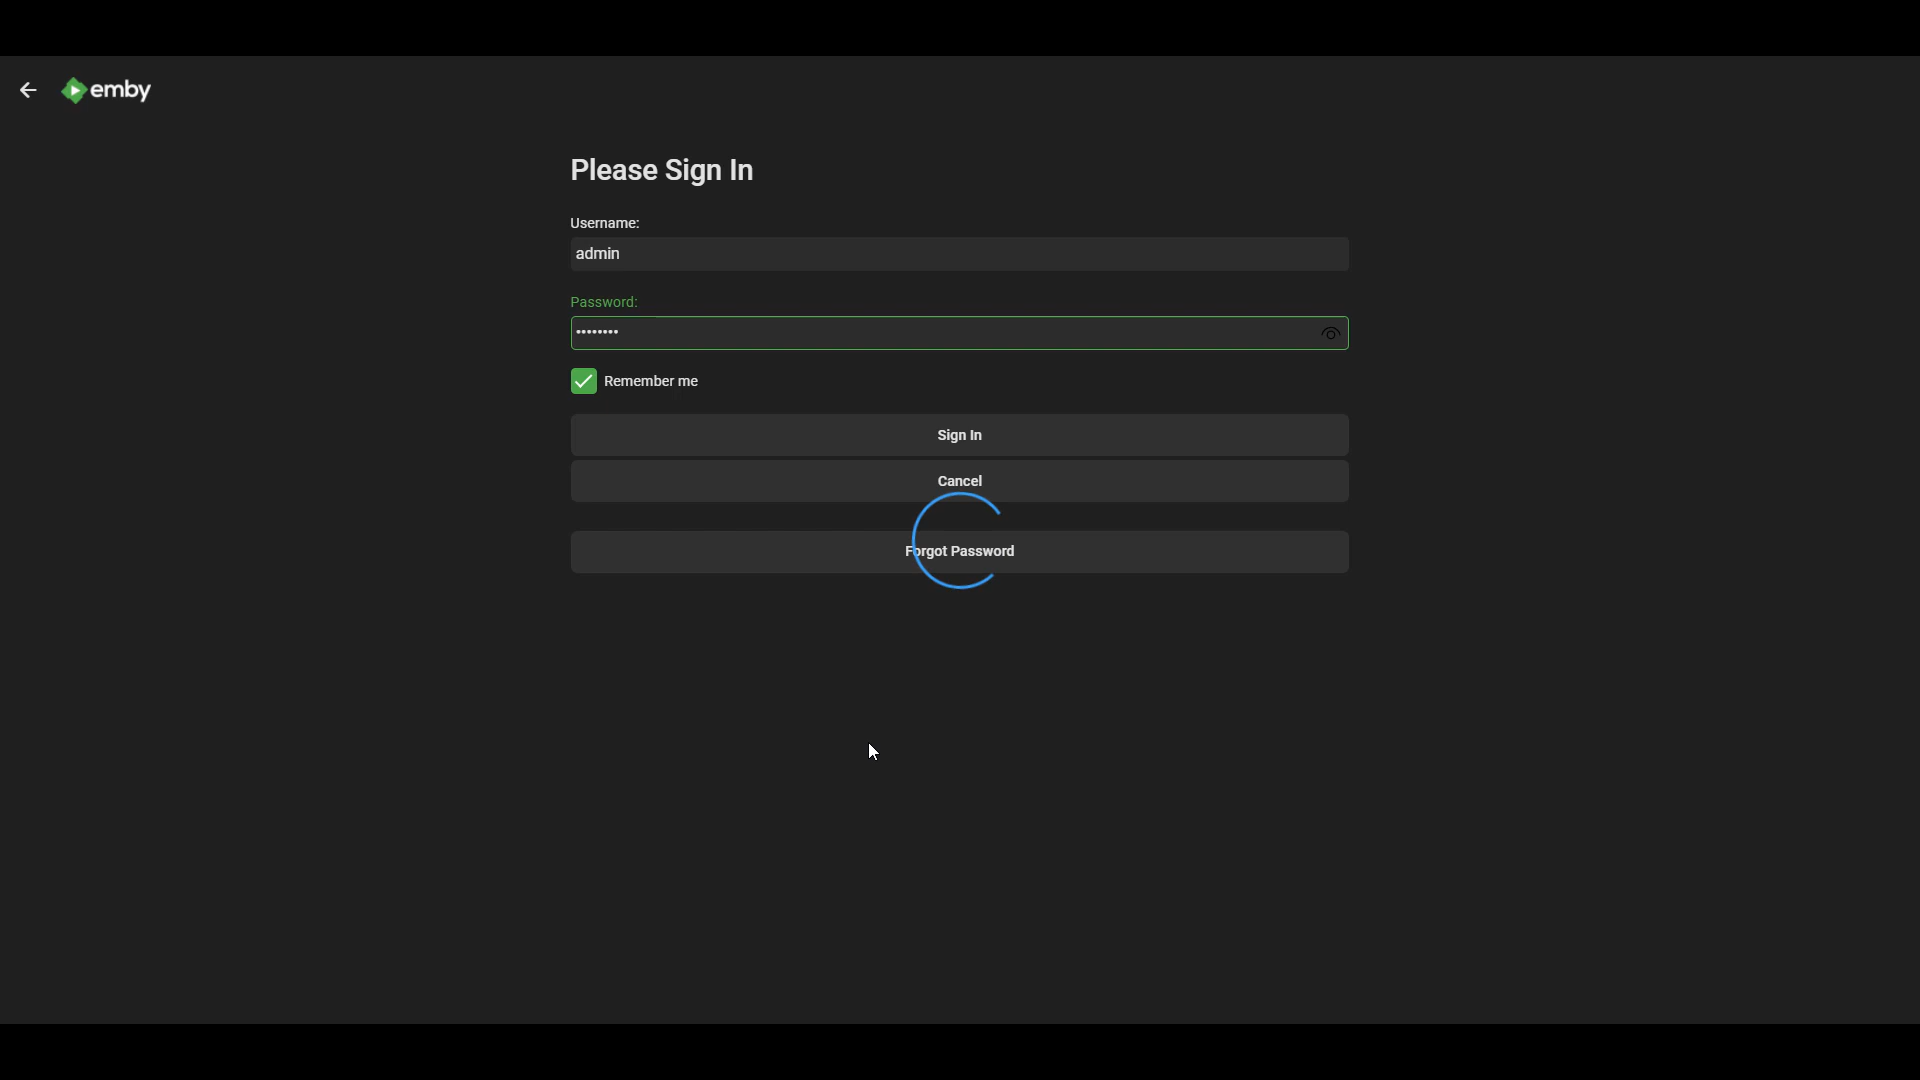 emby
Please Sign In
Username:
admin
Password:
••••••••
Remember me
Sign In
Cancel
Forgot Password